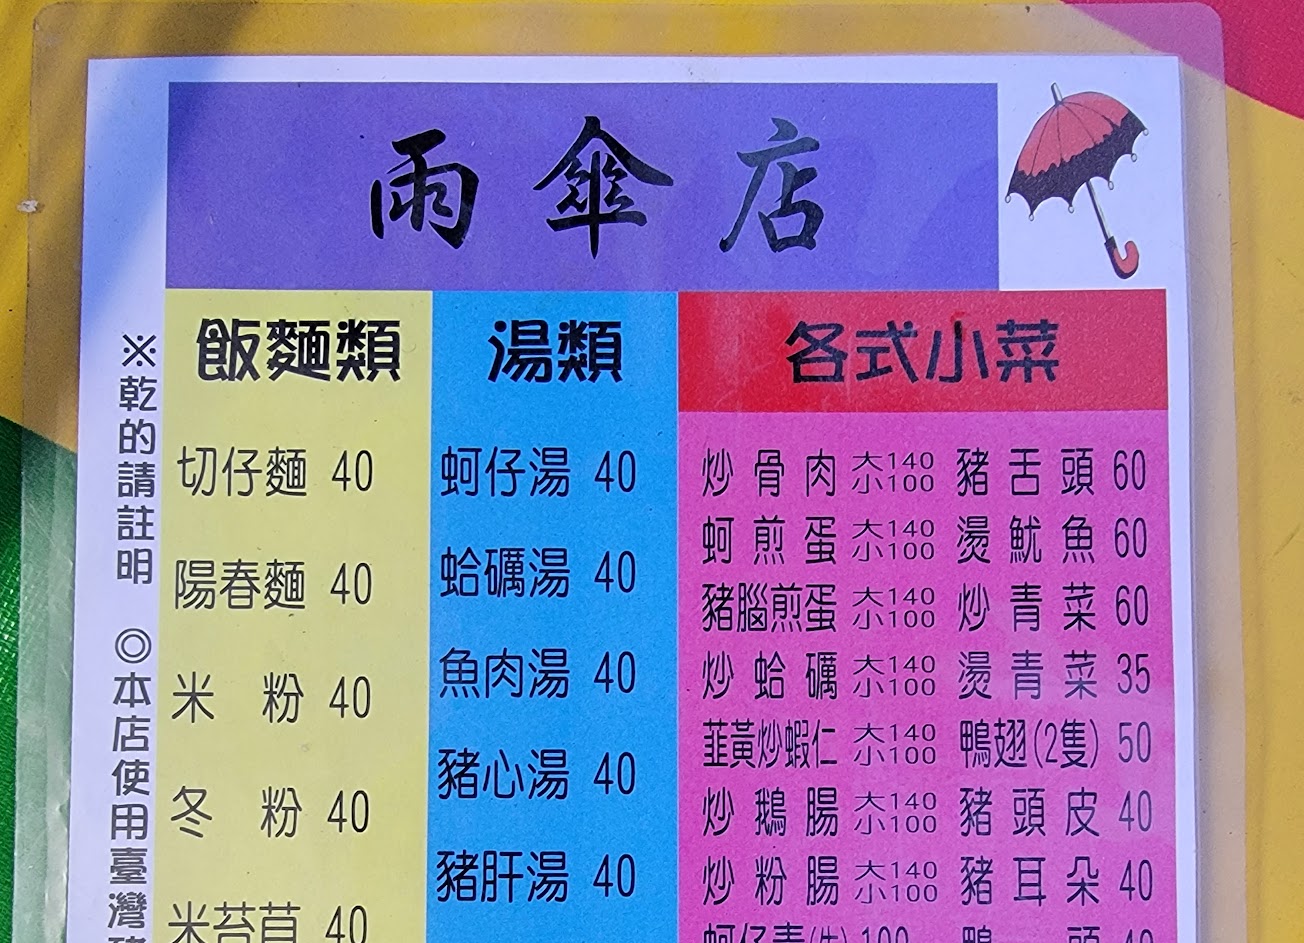 雨傘店
※乾的請註明 ◎本店使用臺灣
飯麵類
切仔麵 40
陽春麵 40
米粉 40
冬粉 40
米苔苜 40
湯類
蚵仔湯 40
蛤礪湯 40
魚肉湯 40
豬心湯 40
豬肝湯 40
各式小菜
炒骨肉 大140 小100 豬舌頭 60
蚵煎蛋 大140 小100 燙魷魚 60
豬腦煎蛋 大140 小100 炒青菜 60
炒蛤礪 大140 小100 燙青菜 35
韮黃炒蝦仁 大140 小100 鴨翅(2隻) 50
炒鵝腸 大140 小100 豬頭皮 40
炒粉腸 大140 小100 豬耳朵 40
100 鴨頭 40